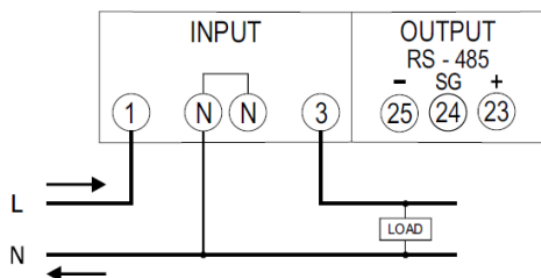 INPUT
OUTPUT
RS - 485
- SG +
1 N N 3
25 24 23
L
LOAD
N